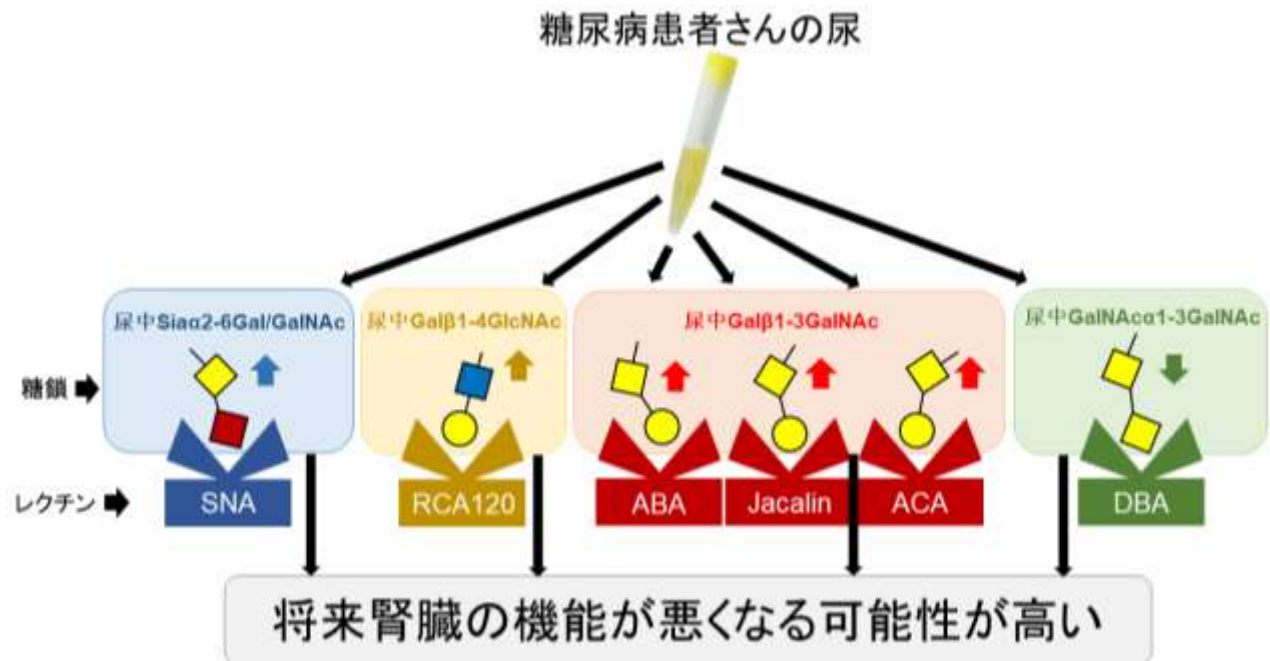 糖尿病患者さんの尿
尿中Siaα2-6Gal/GalNAc
尿中Galβ1-4GlcNAc
尿中Galβ1-3GalNAc
尿中GalNAcα1-3GalNAc
糖鎖
レクチン
SNA
RCA120
ABA
Jacalin
ACA
DBA
将来腎臓の機能が悪くなる可能性が高い